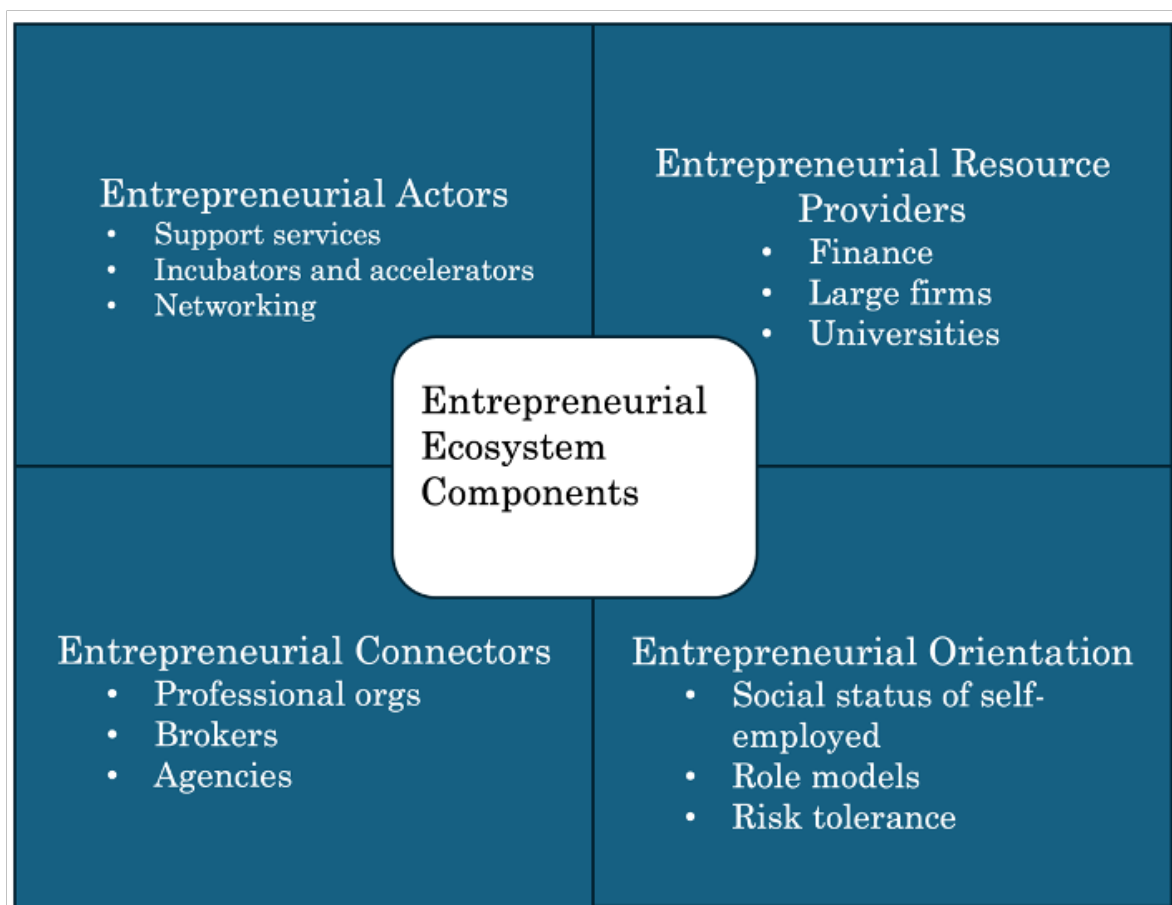 Entrepreneurial Actors
• Support services
• Incubators and accelerators
• Networking
Entrepreneurial Resource
Providers
• Finance
• Large firms
• Universities
Entrepreneurial
Ecosystem
Components
Entrepreneurial Connectors
• Professional orgs
• Brokers
• Agencies
Entrepreneurial Orientation
• Social status of self-
employed
• Role models
• Risk tolerance